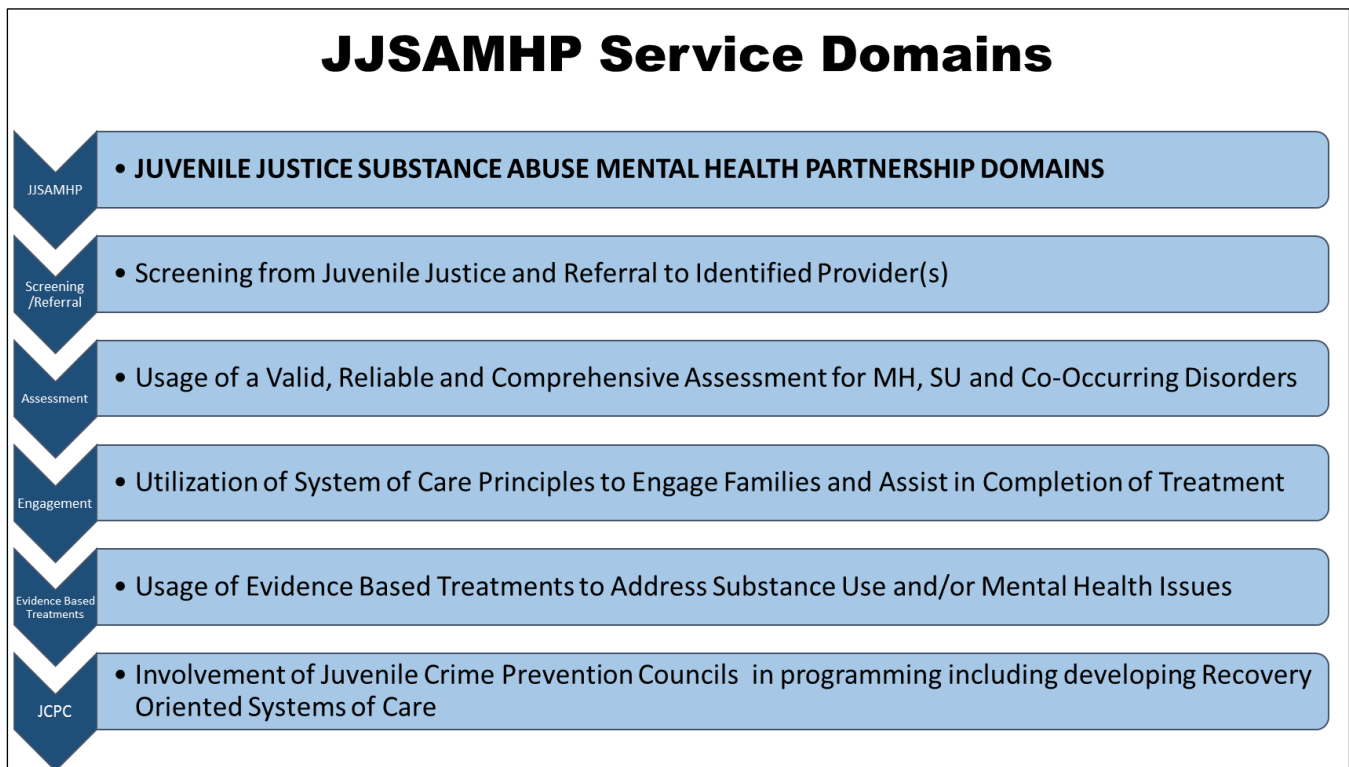 JJSAMHP Service Domains
JJSAMHP
• JUVENILE JUSTICE SUBSTANCE ABUSE MENTAL HEALTH PARTNERSHIP DOMAINS
Screening
/Referral
• Screening from Juvenile Justice and Referral to Identified Provider(s)
Assessment
• Usage of a Valid, Reliable and Comprehensive Assessment for MH, SU and Co-Occurring Disorders
Engagement
• Utilization of System of Care Principles to Engage Families and Assist in Completion of Treatment
Evidence Based
Treatments
• Usage of Evidence Based Treatments to Address Substance Use and/or Mental Health Issues
JCPC
• Involvement of Juvenile Crime Prevention Councils in programming including developing Recovery
Oriented Systems of Care